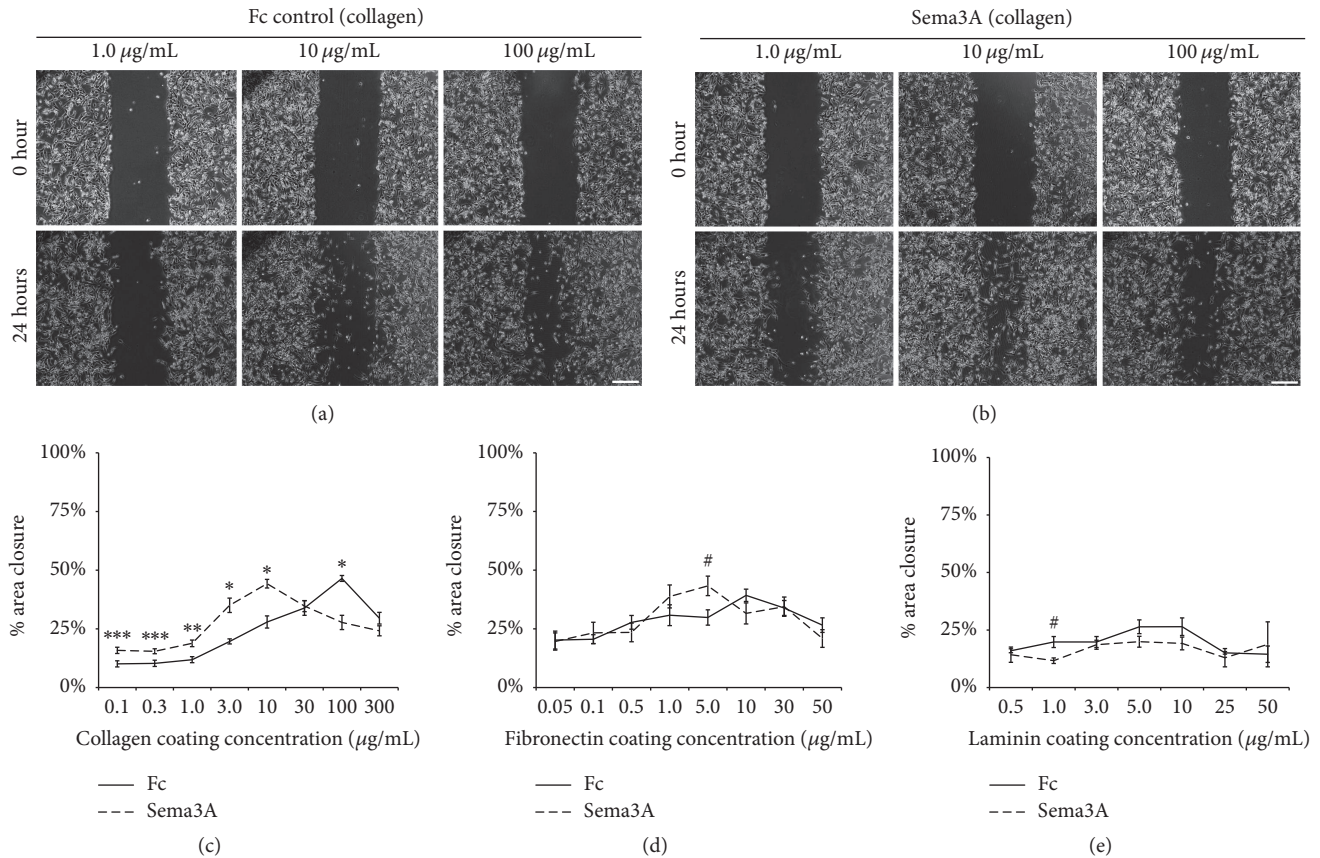 Fc control (collagen)
1.0 μg/mL 10 μg/mL 100 μg/mL
0 hour
24 hours
(a)
Sema3A (collagen)
1.0 μg/mL 10 μg/mL 100 μg/mL
0 hour
24 hours
(b)
100%
75%
50%
25%
0%
% area closure
*** *** ** * * *
0.1 0.3 1.0 3.0 10 30 100 300
Collagen coating concentration (μg/mL)
Fc
Sema3A
(c)
100%
75%
50%
25%
0%
% area closure
#
0.05 0.1 0.5 1.0 5.0 10 30 50
Fibronectin coating concentration (μg/mL)
Fc
Sema3A
(d)
100%
75%
50%
25%
0%
% area closure
#
0.5 1.0 3.0 5.0 10 25 50
Laminin coating concentration (μg/mL)
Fc
Sema3A
(e)